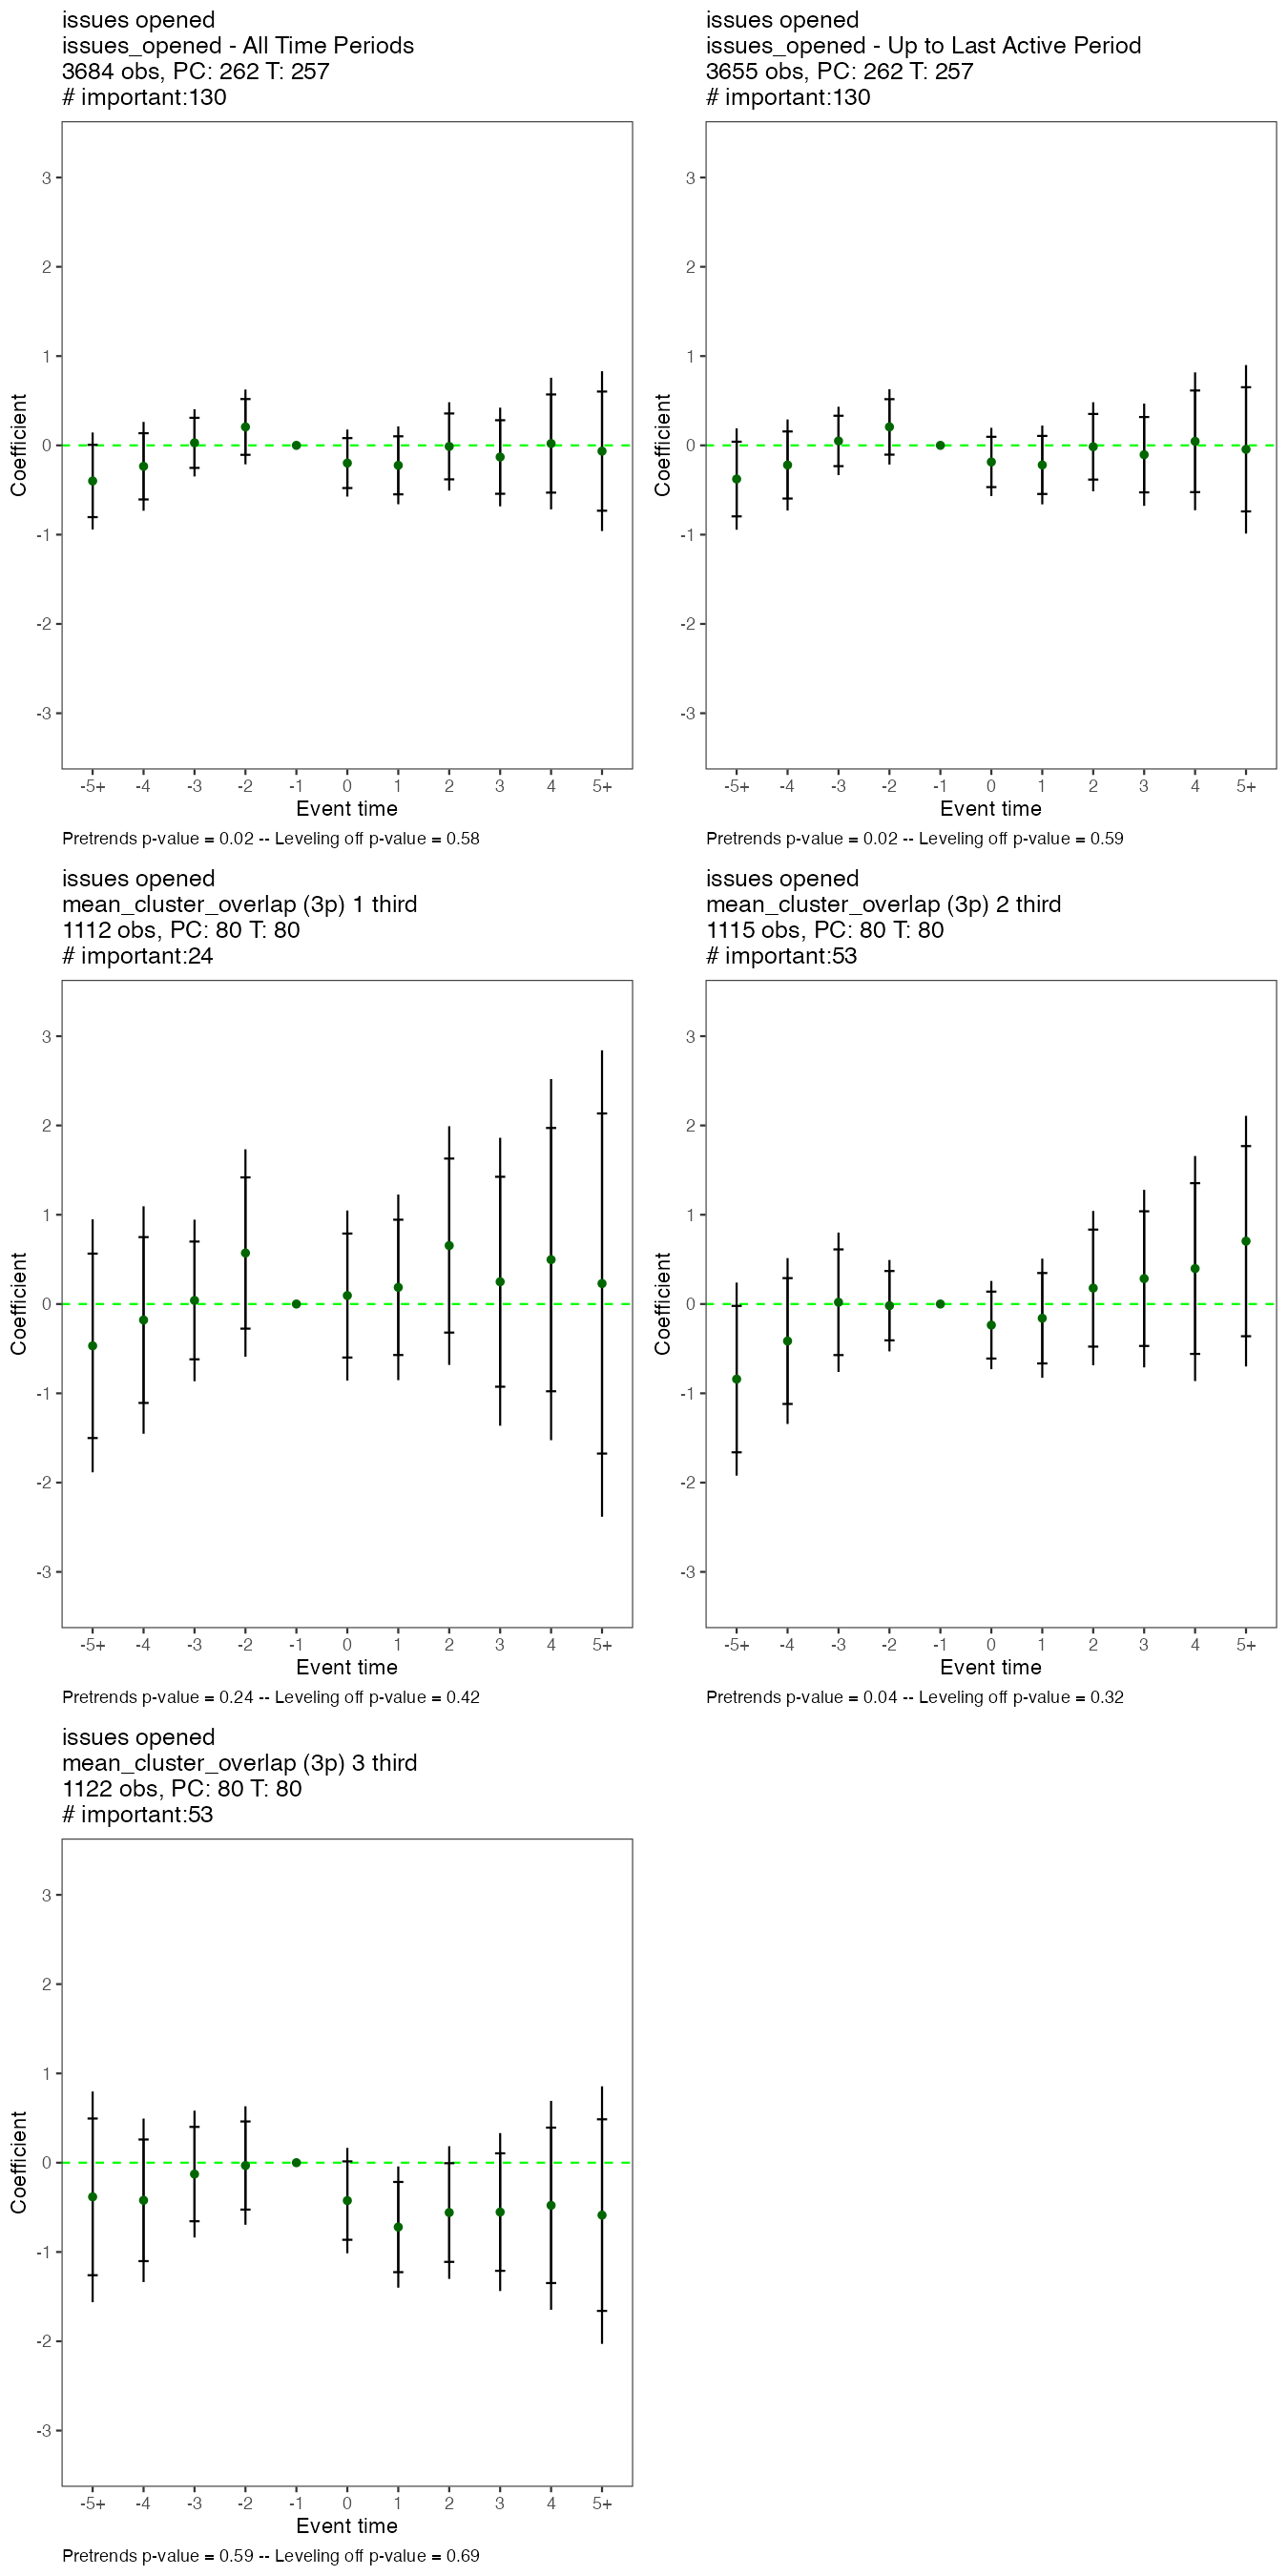 issues opened
issues_opened - All Time Periods
3684 obs, PC: 262 T: 257
# important:130
3
2
1
0
-1
-2
-3
Coefficient
-5+ -4 -3 -2 -1 0 1 2 3 4 5+
Event time
Pretrends p-value = 0.02 -- Leveling off p-value = 0.58
issues opened
issues_opened - Up to Last Active Period
3655 obs, PC: 262 T: 257
# important:130
3
2
1
0
-1
-2
-3
Coefficient
-5+ -4 -3 -2 -1 0 1 2 3 4 5+
Event time
Pretrends p-value = 0.02 -- Leveling off p-value = 0.59
issues opened
mean_cluster_overlap (3p) 1 third
1112 obs, PC: 80 T: 80
# important:24
3
2
1
0
-1
-2
-3
Coefficient
-5+ -4 -3 -2 -1 0 1 2 3 4 5+
Event time
Pretrends p-value = 0.24 -- Leveling off p-value = 0.42
issues opened
mean_cluster_overlap (3p) 2 third
1115 obs, PC: 80 T: 80
# important:53
3
2
1
0
-1
-2
-3
Coefficient
-5+ -4 -3 -2 -1 0 1 2 3 4 5+
Event time
Pretrends p-value = 0.04 -- Leveling off p-value = 0.32
issues opened
mean_cluster_overlap (3p) 3 third
1122 obs, PC: 80 T: 80
# important:53
3
2
1
0
-1
-2
-3
Coefficient
-5+ -4 -3 -2 -1 0 1 2 3 4 5+
Event time
Pretrends p-value = 0.59 -- Leveling off p-value = 0.69